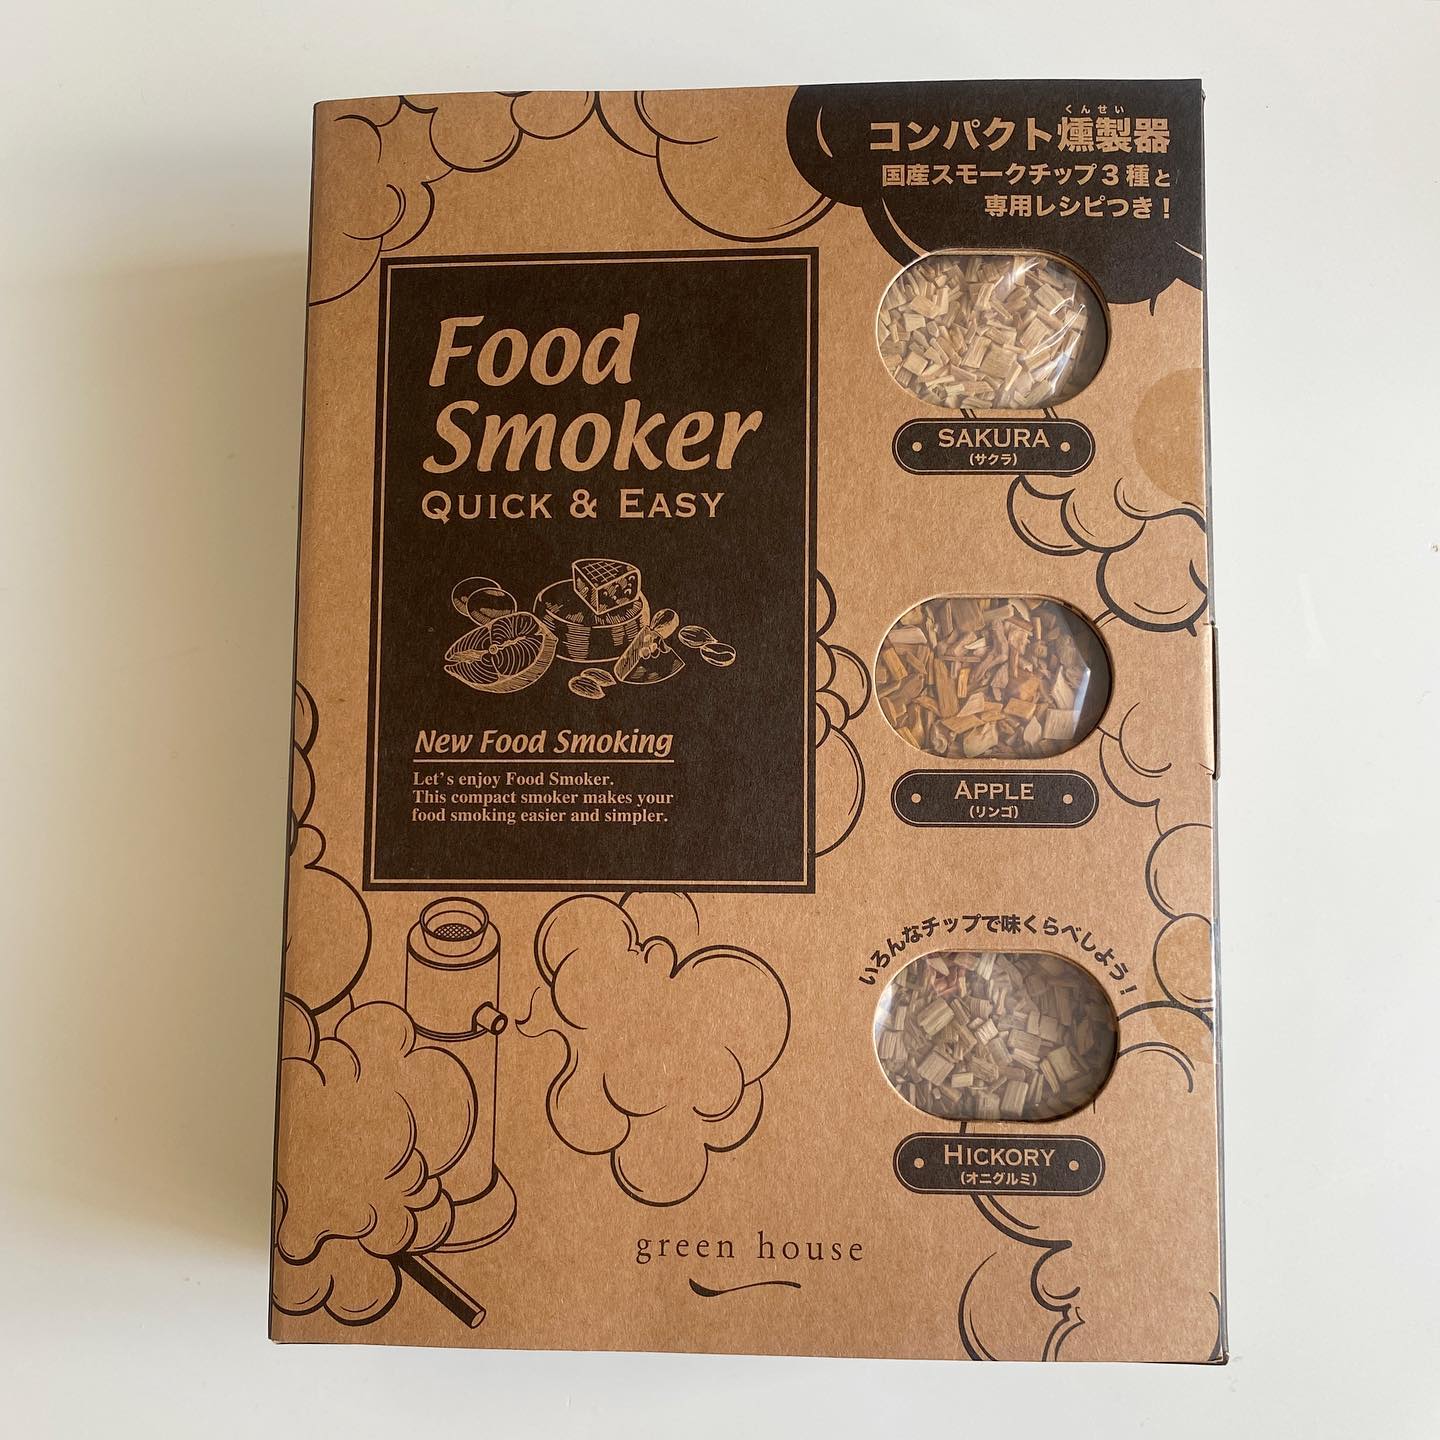 くんせい
コンパクト燻製器
国産スモークチップ3種と
専用レシピつき!
Food
Smoker
QUICK & EASY
New Food Smoking
Let's enjoy Food Smoker.
This compact smoker makes your
food smoking easier and simpler.
SAKURA
(サクラ)
APPLE
(リンゴ)
いろんなチップで味くらべしよう!
HICKORY
(オニグルミ)
green house